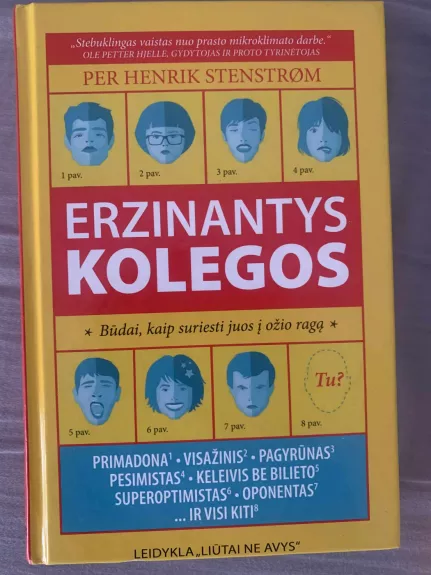 „Stebuklingas vaistas nuo prasto mikroklimato darbe.“
OLE PETTER HJELLE, GYDYTOJAS IR PROTO TYRINĖTOJAS
PER HENRIK STENSTRØM
1 pav. 2 pav. 3 pav. 4 pav.
ERZINANTYS
KOLEGOS
* Būdai, kaip suriesti juos į ožio ragą *
Tu?
5 pav. 6 pav. 7 pav. 8 pav.
PRIMADONA¹ • VISAŽINIS² • PAGYRŪNAS³
PESIMISTAS⁴ • KELEIVIS BE BILIETO⁵
SUPEROPTIMISTAS⁶ • OPONENTAS⁷
... IR VISI KITI⁸
LEIDYKLA „LIŪTAI NE AVYS“